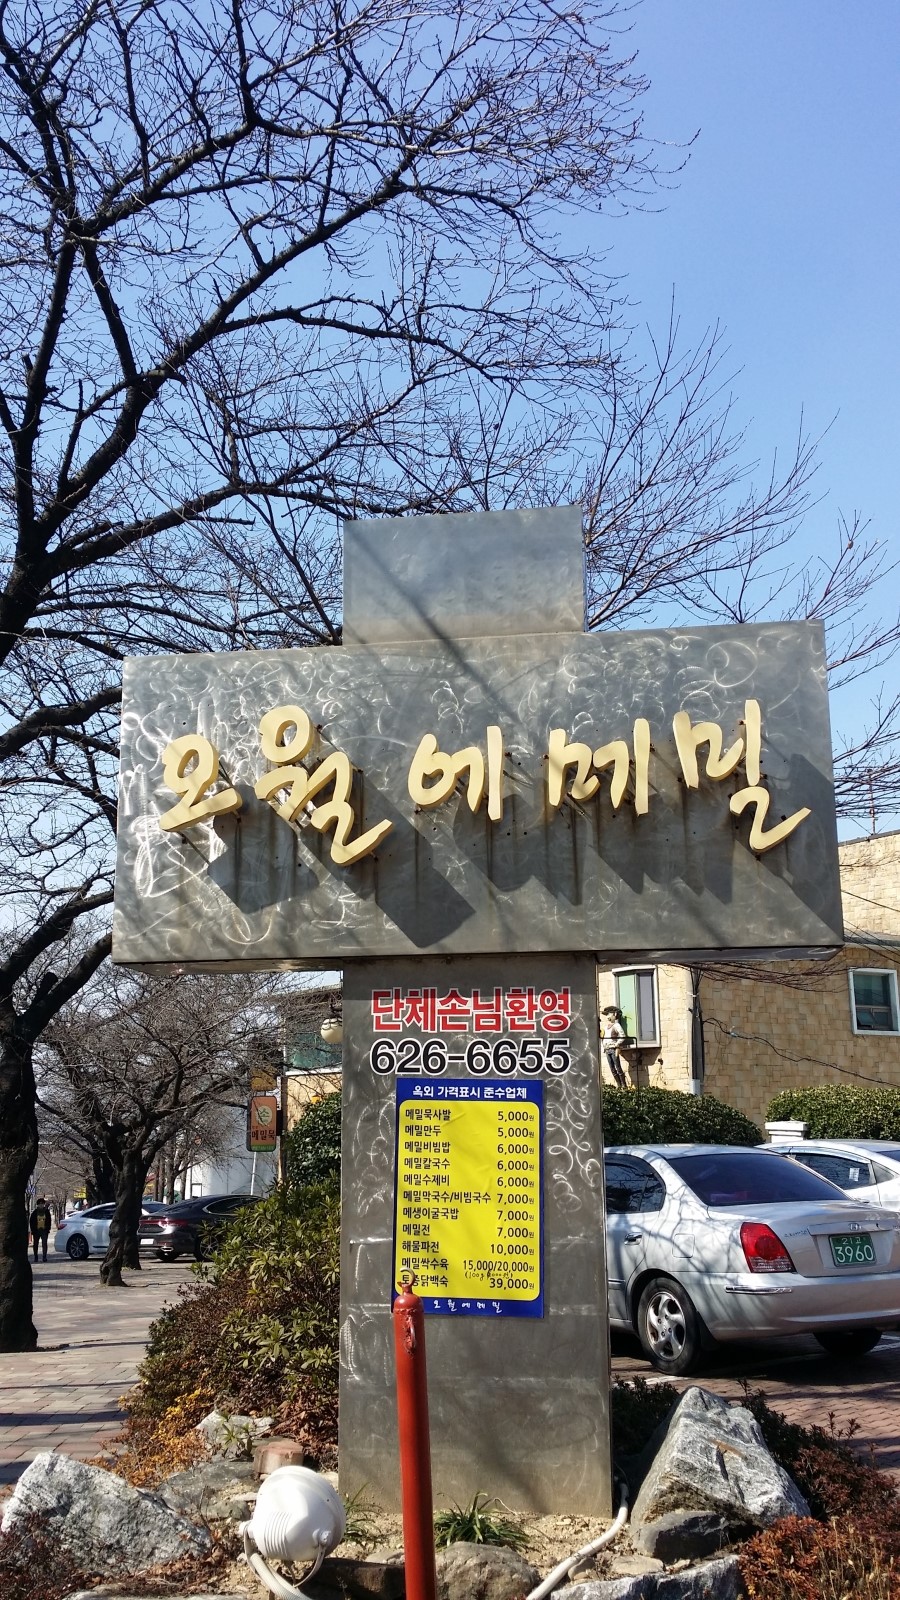 오월에메밀
단체손님환영
626-6655
옥외 가격표시 준수업체
메밀묵사발 5,000원
메밀만두 5,000원
메밀비빔밥 6,000원
메밀칼국수 6,000원
메밀수제비 6,000원
메밀막국수/비빔국수 7,000원
매생이굴국밥 7,000원
메밀전 7,000원
해물파전 10,000원
메밀싹수육 15,000/20,000원
토종닭백숙 39,000원
오월에메밀
메밀묵
3960